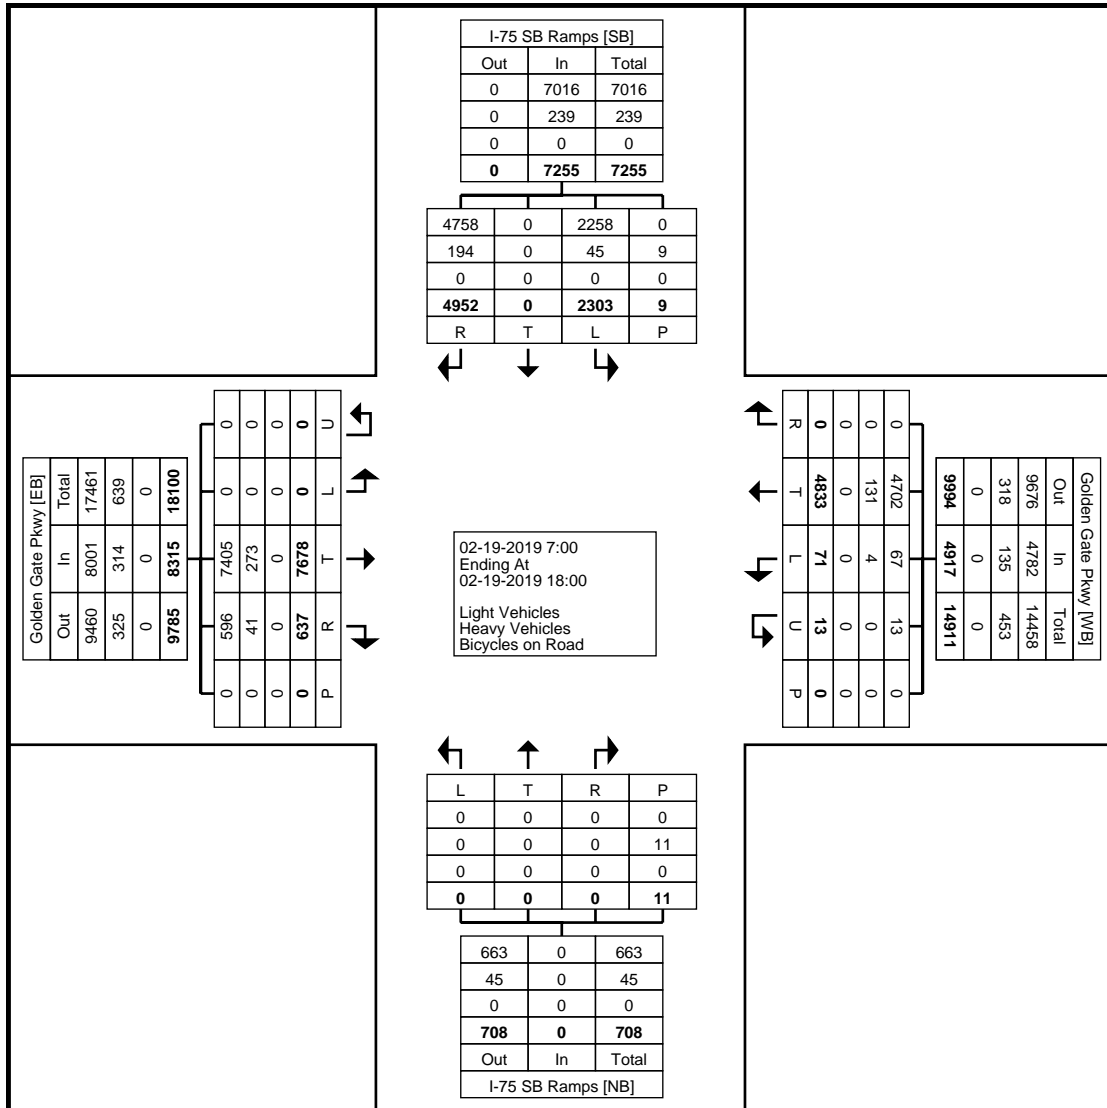 I-75 SB Ramps [SB]
Out In Total
0 7016 7016
0 239 239
0 0 0
0 7255 7255
4758 0 2258 0
194 0 45 9
0 0 0 0
4952 0 2303 9
R T L P
Golden Gate Pkwy [EB]
Total In Out
17461 8001 9460
639 314 325
0 0 0
18100 8315 9785
0 0 7405 596 0
0 0 273 41 0
0 0 0 0 0
0 0 7678 637 0
U L T R P
02-19-2019 7:00
Ending At
02-19-2019 18:00
Light Vehicles
Heavy Vehicles
Bicycles on Road
Golden Gate Pkwy [WB]
Out In Total
9676 4782 14458
318 135 453
0 0 0
9994 4917 14911
0 4702 67 13 0
0 131 4 0 0
0 0 0 0 0
0 4833 71 13 0
R T L U P
L T R P
0 0 0 0
0 0 0 11
0 0 0 0
0 0 0 11
663 0 663
45 0 45
0 0 0
708 0 708
Out In Total
I-75 SB Ramps [NB]